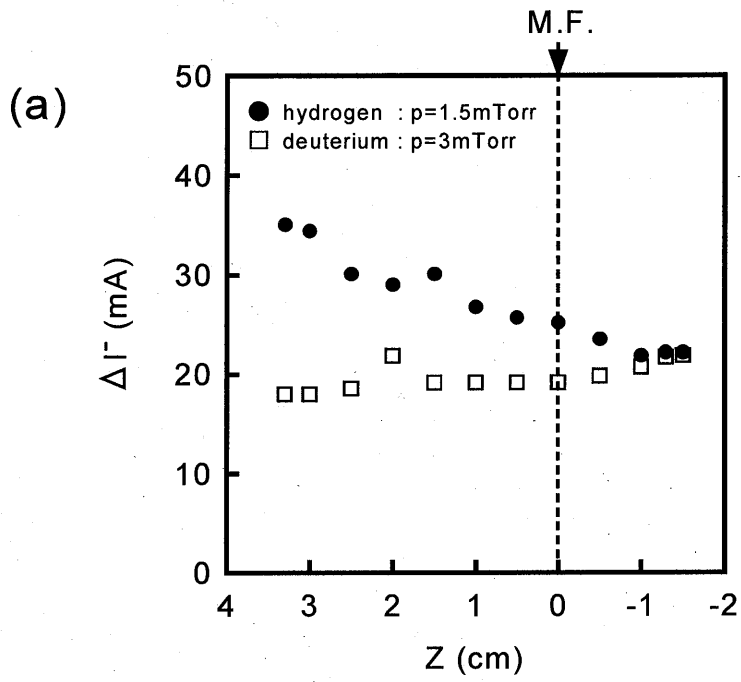 M.F.
(a)
50
hydrogen : p=1.5mTorr
deuterium : p=3mTorr
40
30
ΔI⁻ (mA)
20
10
0
4 3 2 1 0 -1 -2
Z (cm)